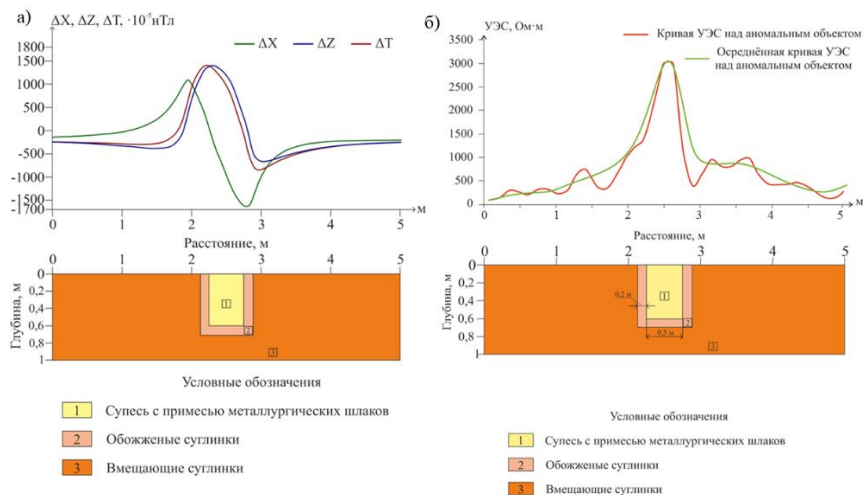 а)
ΔX, ΔZ, ΔT, ·10⁻⁵нТл
ΔX ΔZ ΔT
1800
1500
1000
500
0
-500
-1000
-1500
-1700
0 1 2 3 4 5 м
Расстояние, м
0 1 2 3 4 5
Глубина, м
0
0,2
0,4
0,6
0,8
1
1
2
3
Условные обозначения
1 Супесь с примесью металлургических шлаков
2 Обожженые суглинки
3 Вмещающие суглинки
б)
УЭС, Ом·м
Кривая УЭС над аномальным объектом
Осреднённая кривая УЭС
над аномальным объектом
3500
3000
2500
2000
1500
1000
500
0
0 1 2 3 4 5 м
Расстояние, м
0 1 2 3 4 5
Глубина, м
0
0,2
0,4
0,6
0,8
1
1
0,2 м
2
0,5 м
3
Условные обозначения
1 Супесь с примесью металлургических шлаков
2 Обожженые суглинки
3 Вмещающие суглинки